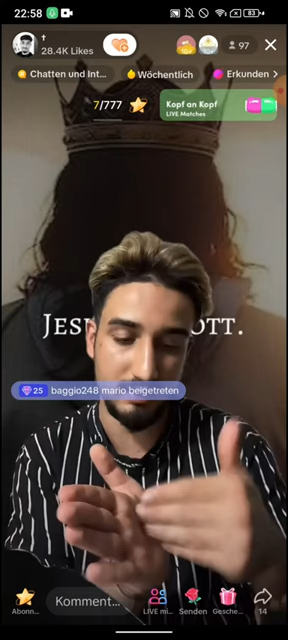 22:58
83
†
28.4K Likes
97
Chatten und Int...
Wöchentlich
Erkunden
7/777
Kopf an Kopf
LIVE Matches
JES OTT.
25 baggio248 mario beigetreten
Abonn...
Komment...
LIVE mi...
Senden
Gesche...
14